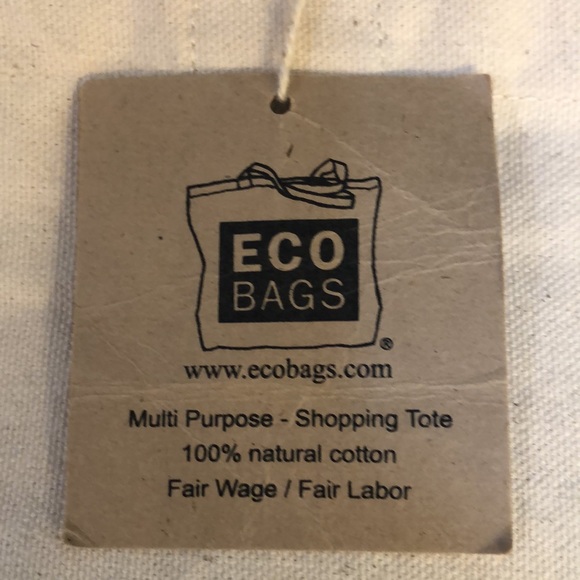 ECO
BAGS
®
www.ecobags.com
Multi Purpose - Shopping Tote
100% natural cotton
Fair Wage / Fair Labor